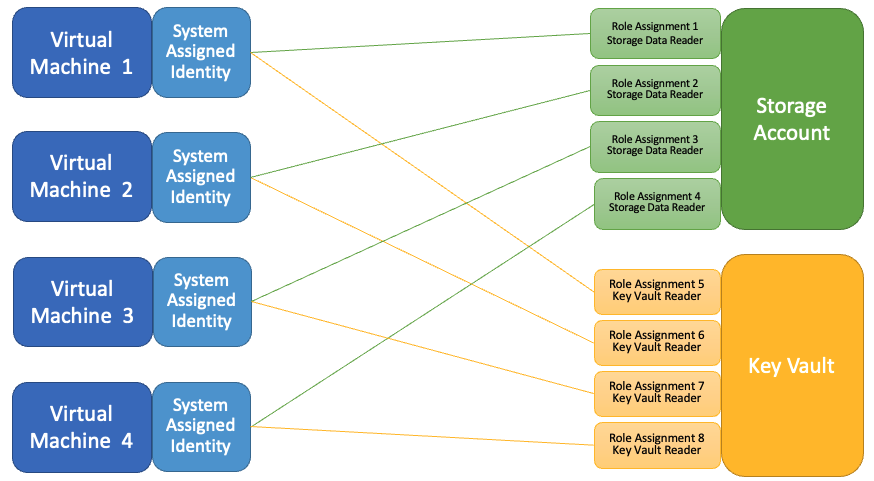 Virtual
Machine 1
System
Assigned
Identity
Virtual
Machine 2
System
Assigned
Identity
Virtual
Machine 3
System
Assigned
Identity
Virtual
Machine 4
System
Assigned
Identity
Role Assignment 1
Storage Data Reader
Role Assignment 2
Storage Data Reader
Role Assignment 3
Storage Data Reader
Role Assignment 4
Storage Data Reader
Storage
Account
Role Assignment 5
Key Vault Reader
Role Assignment 6
Key Vault Reader
Role Assignment 7
Key Vault Reader
Role Assignment 8
Key Vault Reader
Key Vault